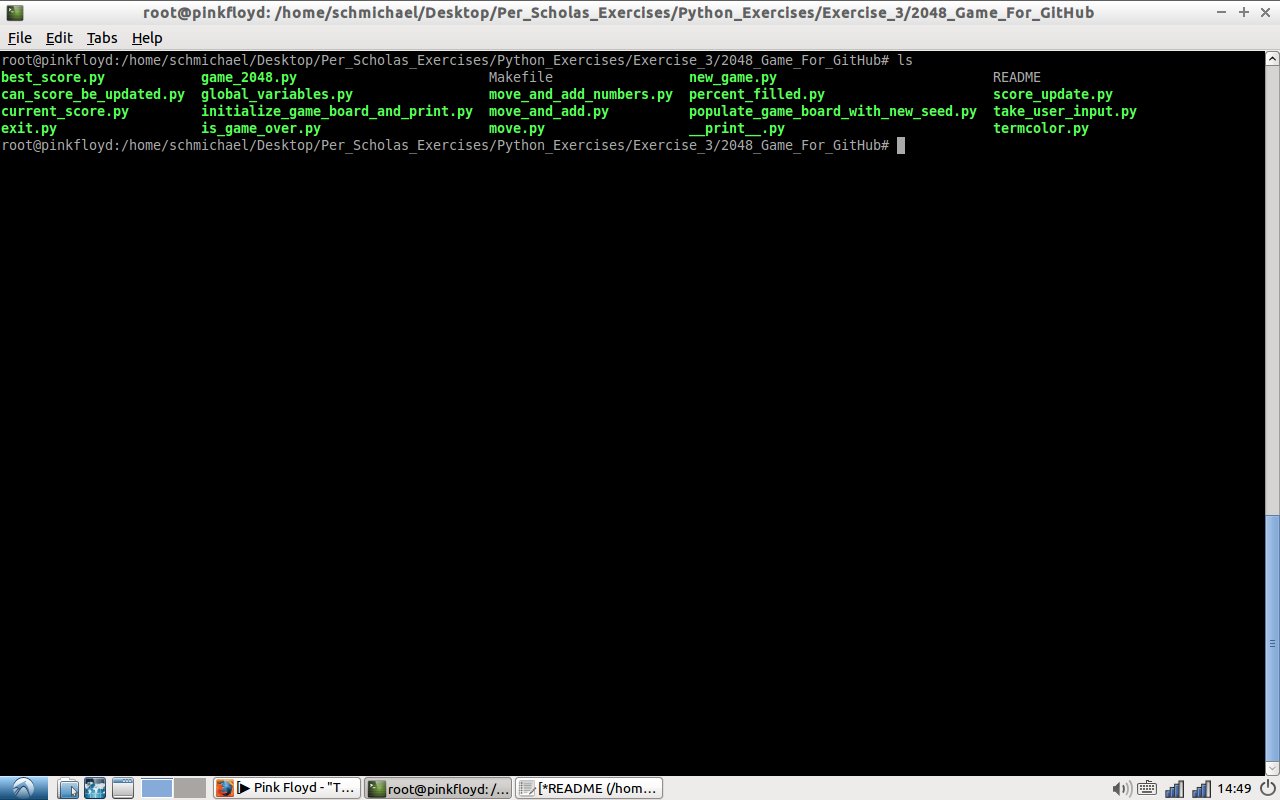 root@pinkfloyd: /home/schmichael/Desktop/Per_Scholas_Exercises/Python_Exercises/Exercise_3/2048_Game_For_GitHub
File Edit Tabs Help
root@pinkfloyd:/home/schmichael/Desktop/Per_Scholas_Exercises/Python_Exercises/Exercise_3/2048_Game_For_GitHub# ls
best_score.py game_2048.py Makefile new_game.py README
can_score_be_updated.py global_variables.py move_and_add_numbers.py percent_filled.py score_update.py
current_score.py initialize_game_board_and_print.py move_and_add.py populate_game_board_with_new_seed.py take_user_input.py
exit.py is_game_over.py move.py __print__.py termcolor.py
root@pinkfloyd:/home/schmichael/Desktop/Per_Scholas_Exercises/Python_Exercises/Exercise_3/2048_Game_For_GitHub#
[▶ Pink Floyd - "T... root@pinkfloyd: /... [*README (/hom... 14:49